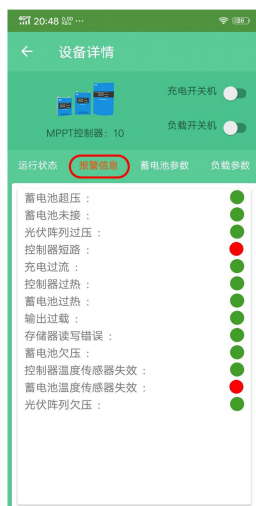 20:48
设备详情
充电开关机
MPPT控制器：10
负载开关机
运行状态 报警信息 蓄电池参数 负载参数
蓄电池超压：
蓄电池未接：
光伏阵列过压：
控制器短路：
充电过流：
控制器过热：
蓄电池过热：
输出过载：
存储器读写错误：
蓄电池欠压：
控制器温度传感器失效：
蓄电池温度传感器失效：
光伏阵列欠压：